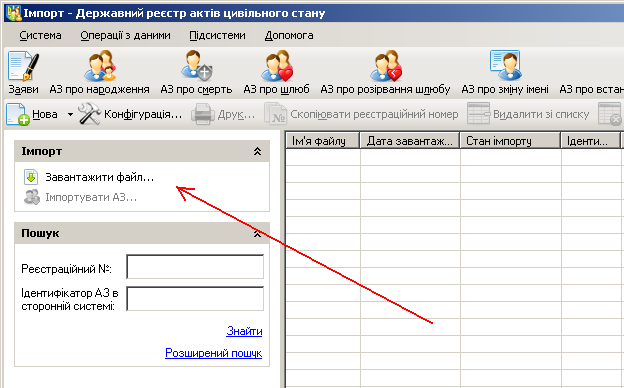 Імпорт - Державний реєстр актів цивільного стану
Система Операції з даними Підсистеми Допомога
Заяви АЗ про народження АЗ про смерть АЗ про шлюб АЗ про розірвання шлюбу АЗ про зміну імені АЗ про встан
Нова Конфігурація... Друк... Скопіювати реєстраційний номер Видалити зі списку
Імпорт
Завантажити файл...
Імпортувати АЗ...
Пошук
Реєстраційний №:
Ідентифікатор АЗ в
сторонній системі:
Знайти
Розширений пошук
Ім'я файлу Дата завантаж... Стан імпорту Іденти...